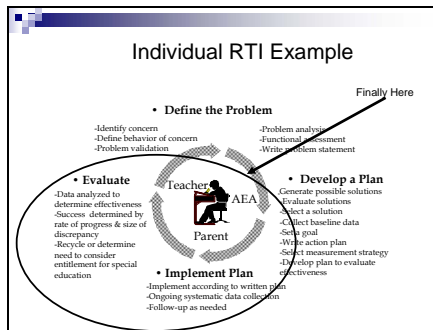 Individual RTI Example
Finally Here
• Define the Problem
-Identify concern
-Define behavior of concern
-Problem validation
-Problem analysis
-Functional assessment
-Write problem statement
• Evaluate
-Data analyzed to
determine effectiveness
-Success determined by
rate of progress & size of
discrepancy
-Recycle or determine
need to consider
entitlement for special
education
Teacher
AEA
Parent
• Develop a Plan
-Generate possible solutions
-Evaluate solutions
-Select a solution
-Collect baseline data
-Set a goal
-Write action plan
-Select measurement strategy
-Develop plan to evaluate
effectiveness
• Implement Plan
-Implement according to written plan
-Ongoing systematic data collection
-Follow-up as needed